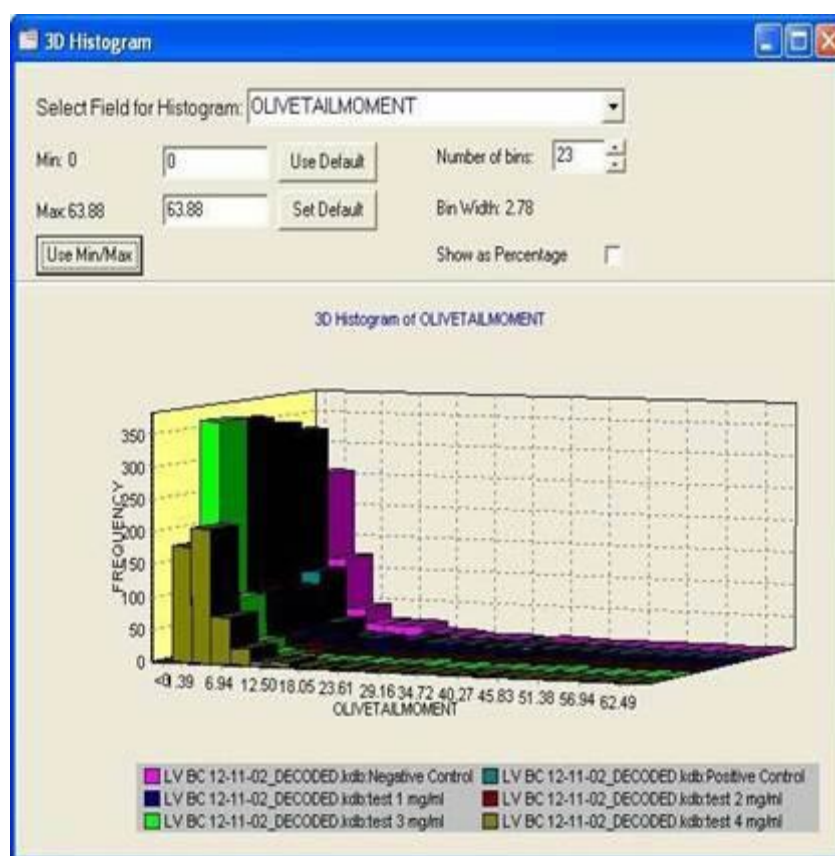 3D Histogram
Select Field for Histogram: OLIVETAILMOMENT
Min: 0 0 Use Default Number of bins: 23
Max: 63.88 63.88 Set Default Bin Width: 2.78
Use Min/Max Show as Percentage
3D Histogram of OLIVETAILMOMENT
350
300
250
200
150
100
50
0
FREQUENCY
<0 1.39 6.94 12.50 18.05 23.61 29.16 34.72 40.27 45.83 51.38 56.94 62.49
OLIVETAILMOMENT
LV BC 12-11-02_DECODED.kdb:Negative Control LV BC 12-11-02_DECODED.kdb:Positive Control
LV BC 12-11-02_DECODED.kdb:test 1 mg/ml LV BC 12-11-02_DECODED.kdb:test 2 mg/ml
LV BC 12-11-02_DECODED.kdb:test 3 mg/ml LV BC 12-11-02_DECODED.kdb:test 4 mg/ml